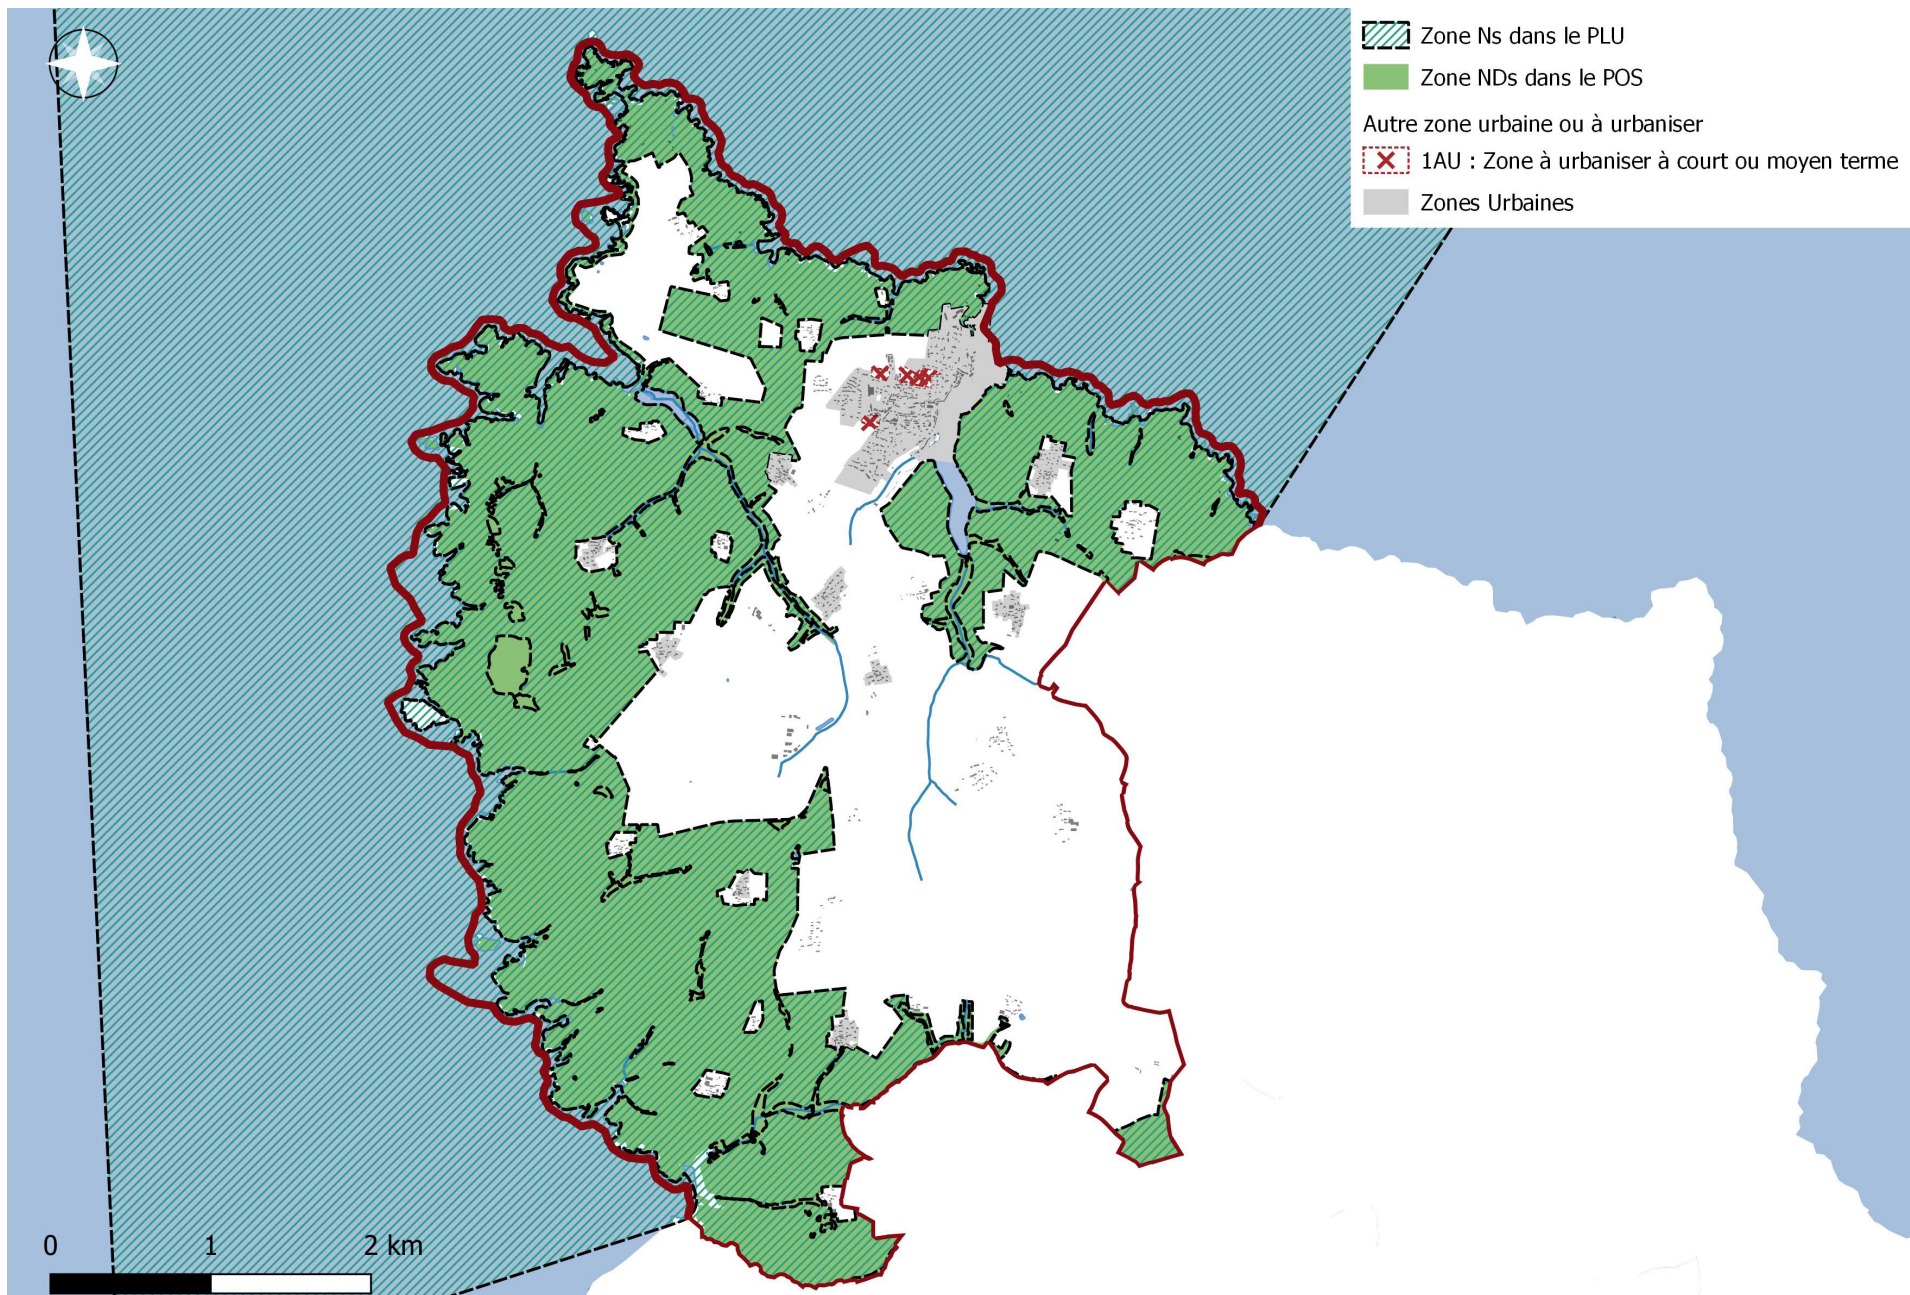 Zone Ns dans le PLU
Zone NDs dans le POS
Autre zone urbaine ou à urbaniser
1AU : Zone à urbaniser à court ou moyen terme
Zones Urbaines
0 1 2 km